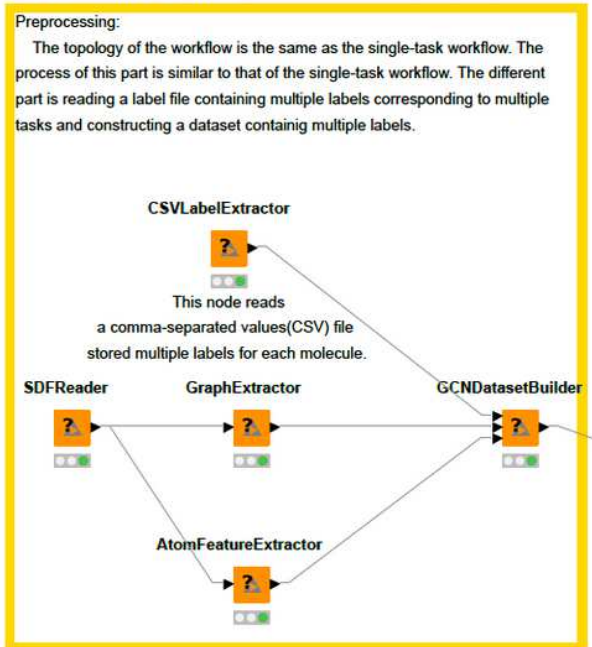 Preprocessing:
The topology of the workflow is the same as the single-task workflow. The
process of this part is similar to that of the single-task workflow. The different
part is reading a label file containing multiple labels corresponding to multiple
tasks and constructing a dataset containig multiple labels.
CSVLabelExtractor
?
This node reads
a comma-separated values(CSV) file
stored multiple labels for each molecule.
SDFReader GraphExtractor GCNDatasetBuilder
? ? ?
AtomFeatureExtractor
?